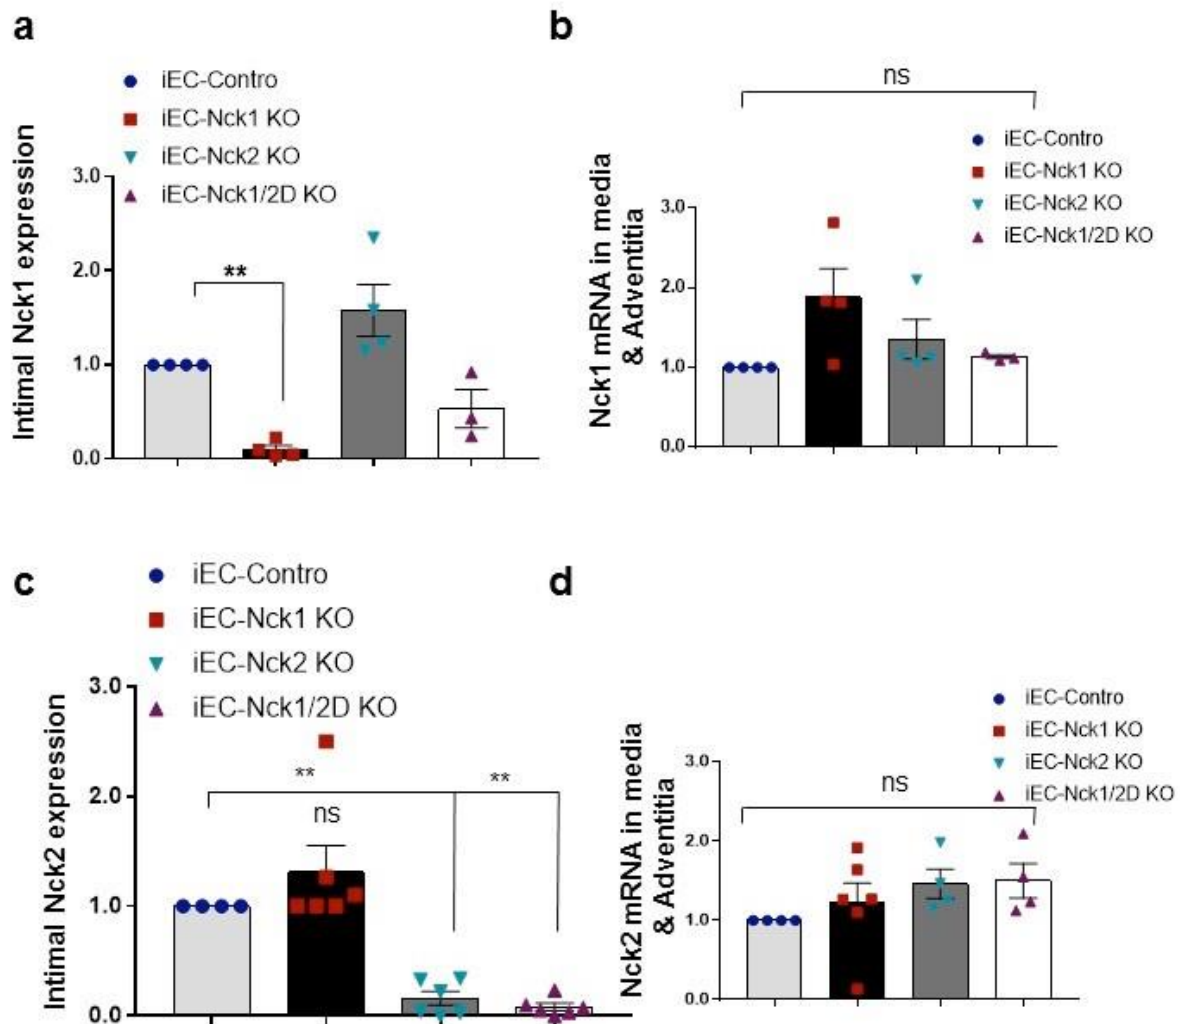 a
iEC-Contro
iEC-Nck1 KO
iEC-Nck2 KO
iEC-Nck1/2D KO
Intimal Nck1 expression
3.0
2.0
1.0
0.0
**
b
ns
iEC-Contro
iEC-Nck1 KO
iEC-Nck2 KO
iEC-Nck1/2D KO
Nck1 mRNA in media
& Adventitia
3.0
2.0
1.0
0.0
c
iEC-Contro
iEC-Nck1 KO
iEC-Nck2 KO
iEC-Nck1/2D KO
Intimal Nck2 expression
3.0
2.0
1.0
0.0
**
**
ns
d
iEC-Contro
iEC-Nck1 KO
iEC-Nck2 KO
iEC-Nck1/2D KO
ns
Nck2 mRNA in media
& Adventitia
3.0
2.0
1.0
0.0